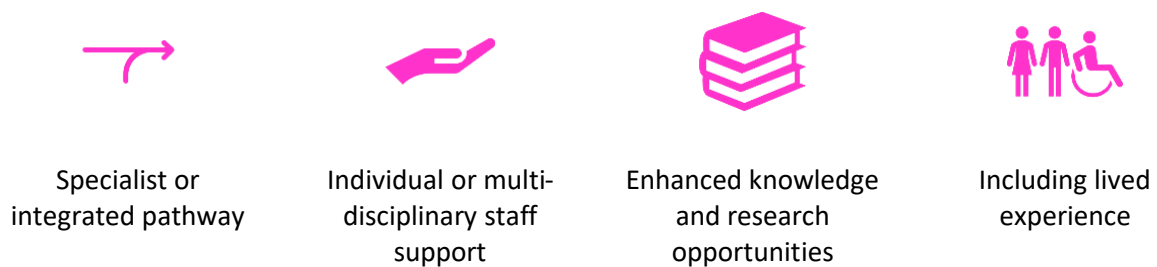 Specialist or
integrated pathway
Individual or multi-
disciplinary staff
support
Enhanced knowledge
and research
opportunities
Including lived
experience